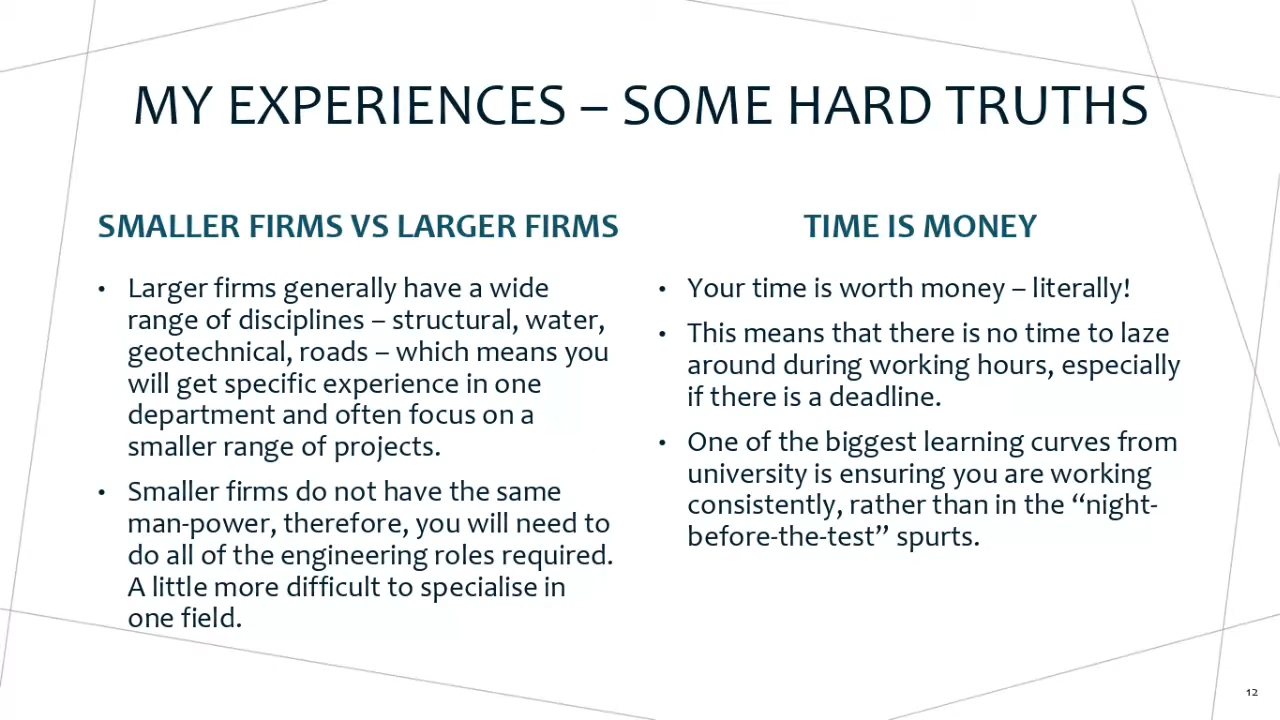 MY EXPERIENCES – SOME HARD TRUTHS
SMALLER FIRMS VS LARGER FIRMS
• Larger firms generally have a wide
range of disciplines – structural, water,
geotechnical, roads – which means you
will get specific experience in one
department and often focus on a
smaller range of projects.
• Smaller firms do not have the same
man-power, therefore, you will need to
do all of the engineering roles required.
A little more difficult to specialise in
one field.
TIME IS MONEY
• Your time is worth money – literally!
• This means that there is no time to laze
around during working hours, especially
if there is a deadline.
• One of the biggest learning curves from
university is ensuring you are working
consistently, rather than in the “night-
before-the-test” spurts.
12